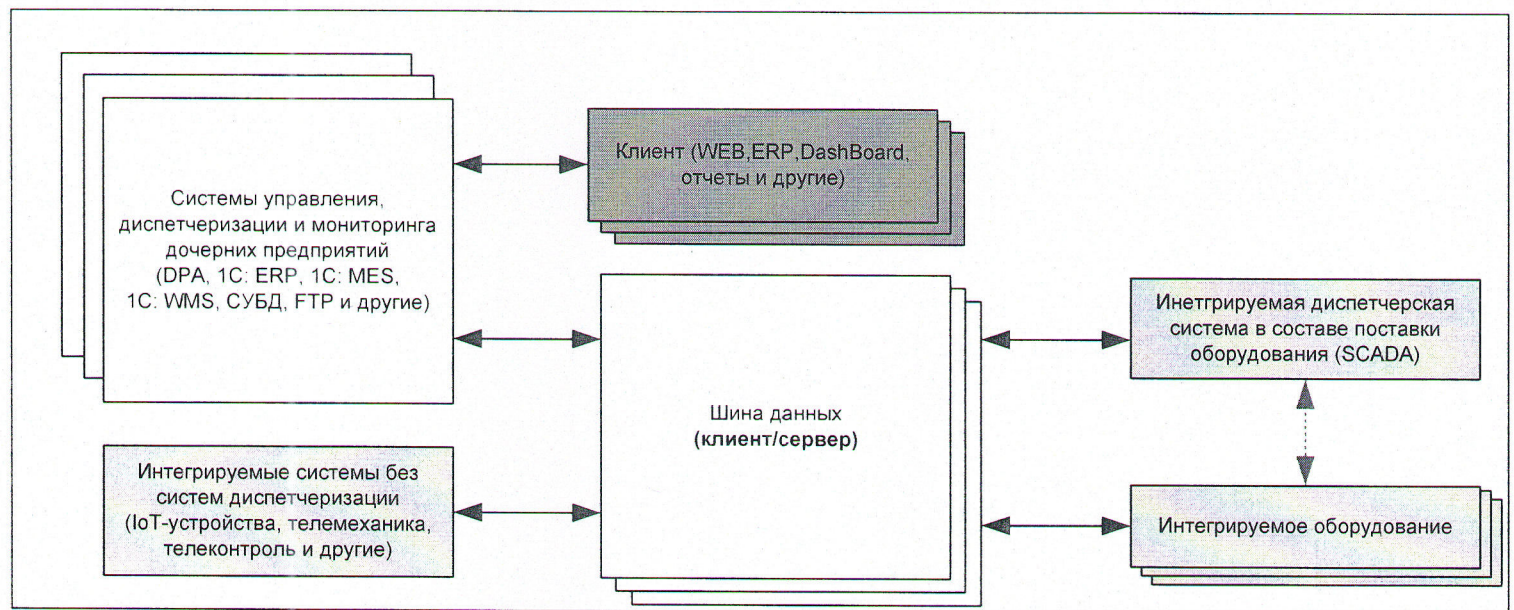 Системы управления,
диспетчеризации и мониторинга
дочерних предприятий
(DPA, 1С: ERP, 1С: MES,
1С: WMS, СУБД, FTP и другие)
Клиент (WEB,ERP,DashBoard,
отчеты и другие)
Шина данных
(клиент/сервер)
Инетгрируемая диспетчерская
система в составе поставки
оборудования (SCADA)
Интегрируемые системы без
систем диспетчеризации
(IoT-устройства, телемеханика,
телеконтроль и другие)
Интегрируемое оборудование